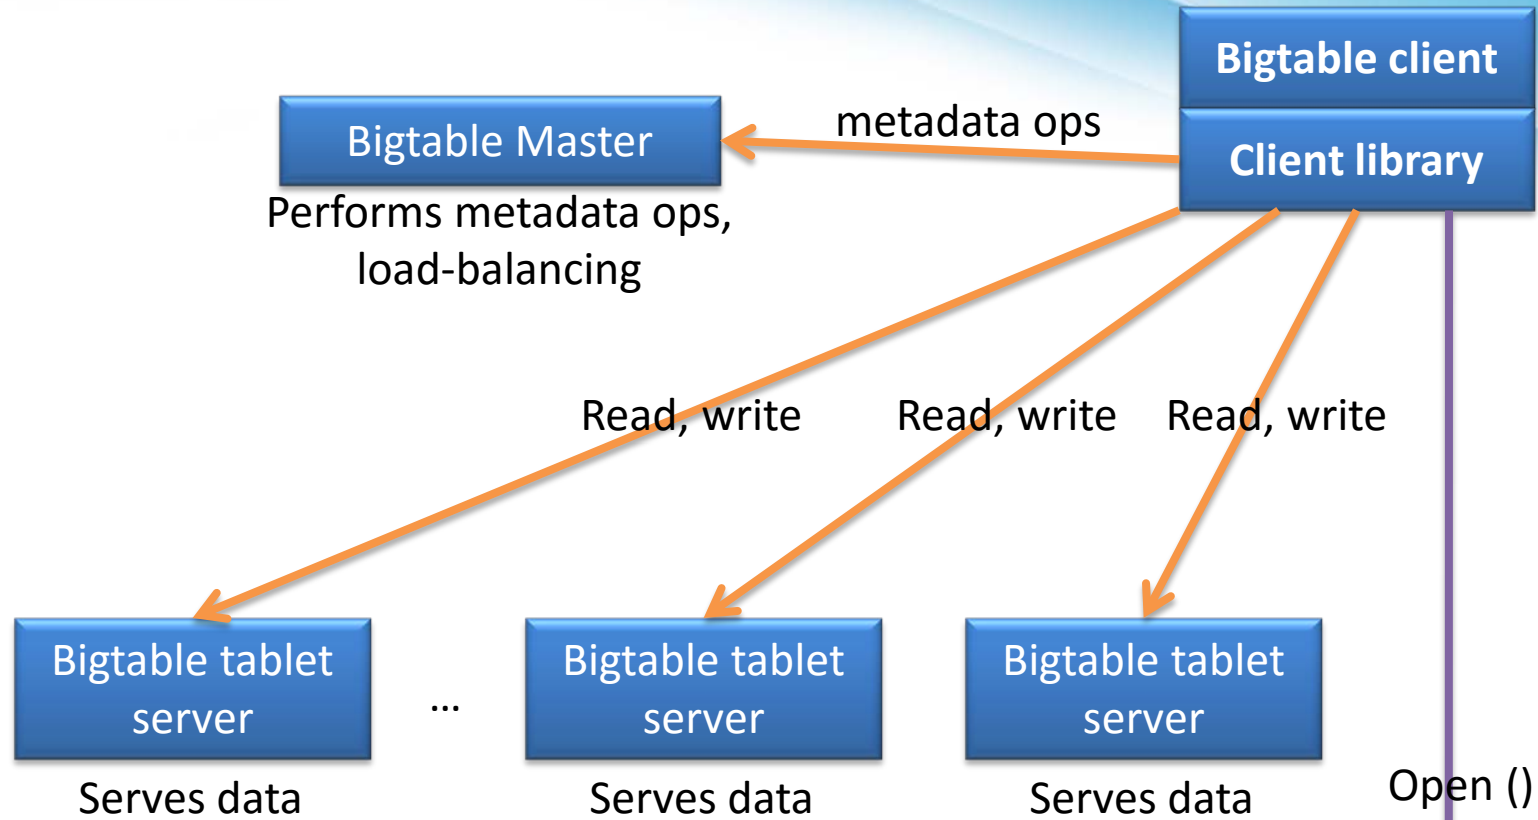 Bigtable client
metadata ops
Bigtable Master
Client library
Performs metadata ops,
load-balancing
Read, write
Read, write
Read, write
Bigtable tablet
server
...
Bigtable tablet
server
Bigtable tablet
server
Serves data
Serves data
Serves data
Open ()